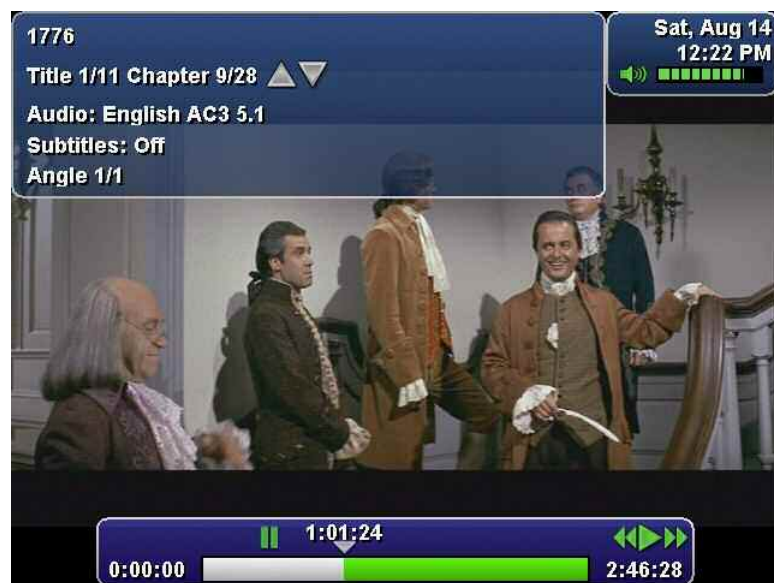 1776
Title 1/11 Chapter 9/28
Audio: English AC3 5.1
Subtitles: Off
Angle 1/1
Sat, Aug 14
12:22 PM
1:01:24
0:00:00
2:46:28